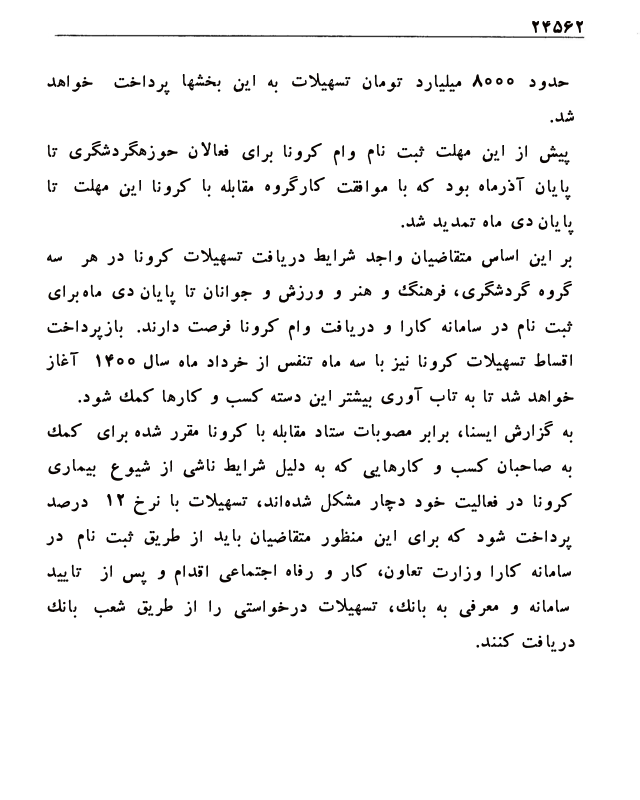 ۲۴۵۶۲
حدود ۸۰۰۰ میلیارد تومان تسهیلات به این بخشها پرداخت خواهد
شد.
پیش از این مهلت ثبت نام وام کرونا برای فعالان حوزهگردشگری تا
پایان آذرماه بود که با موافقت کارگروه مقابله با کرونا این مهلت تا
پایان دی ماه تمدید شد.
بر این اساس متقاضیان واجد شرایط دریافت تسهیلات کرونا در هر سه
گروه گردشگری، فرهنگ و هنر و ورزش و جوانان تا پایان دی ماه برای
ثبت نام در سامانه کارا و دریافت وام کرونا فرصت دارند. بازپرداخت
اقساط تسهیلات کرونا نیز با سه ماه تنفس از خرداد ماه سال ۱۴۰۰ آغاز
خواهد شد تا به تاب آوری بیشتر این دسته کسب و کارها کمک شود.
به گزارش ایسنا، برابر مصوبات ستاد مقابله با کرونا مقرر شده برای کمک
به صاحبان کسب و کارهایی که به دلیل شرایط ناشی از شیوع بیماری
کرونا در فعالیت خود دچار مشکل شده‌اند، تسهیلات با نرخ ۱۲ درصد
پرداخت شود که برای این منظور متقاضیان باید از طریق ثبت نام در
سامانه کارا وزارت تعاون، کار و رفاه اجتماعی اقدام و پس از تایید
سامانه و معرفی به بانک، تسهیلات درخواستی را از طریق شعب بانک
دریافت کنند.